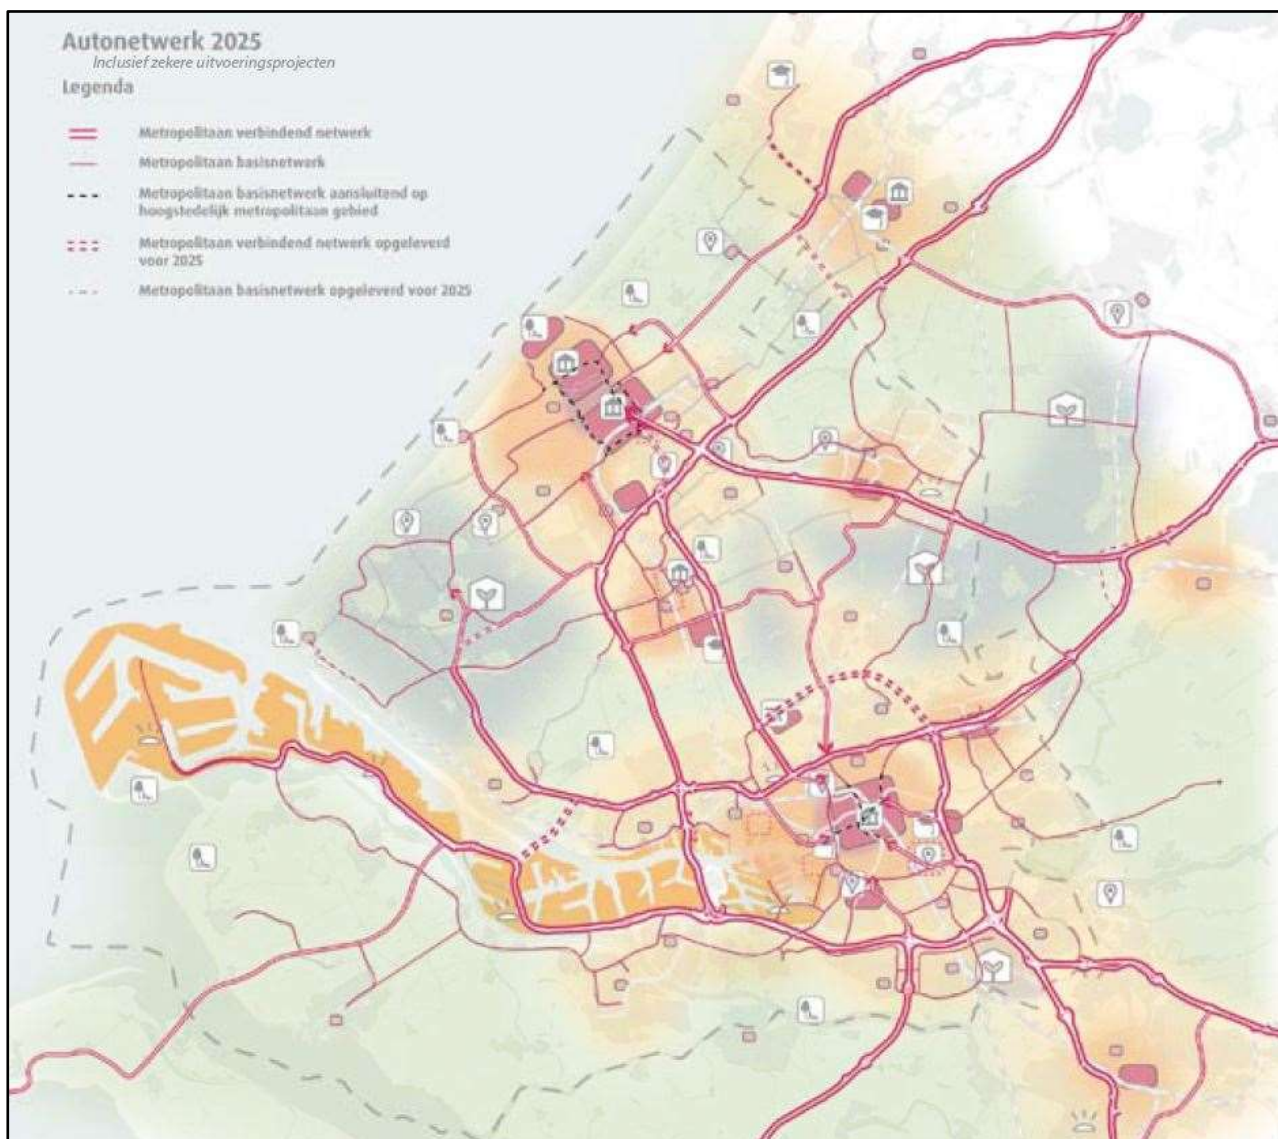 Autonetwerk 2025
Inclusief zekere uitvoeringsprojecten
Legenda
Metropolitaan verbindend netwerk
Metropolitaan basisnetwerk
Metropolitaan basisnetwerk aansluitend op
hoogstedelijk metropolitaan gebied
Metropolitaan verbindend netwerk opgeleverd
voor 2025
Metropolitaan basisnetwerk opgeleverd voor 2025